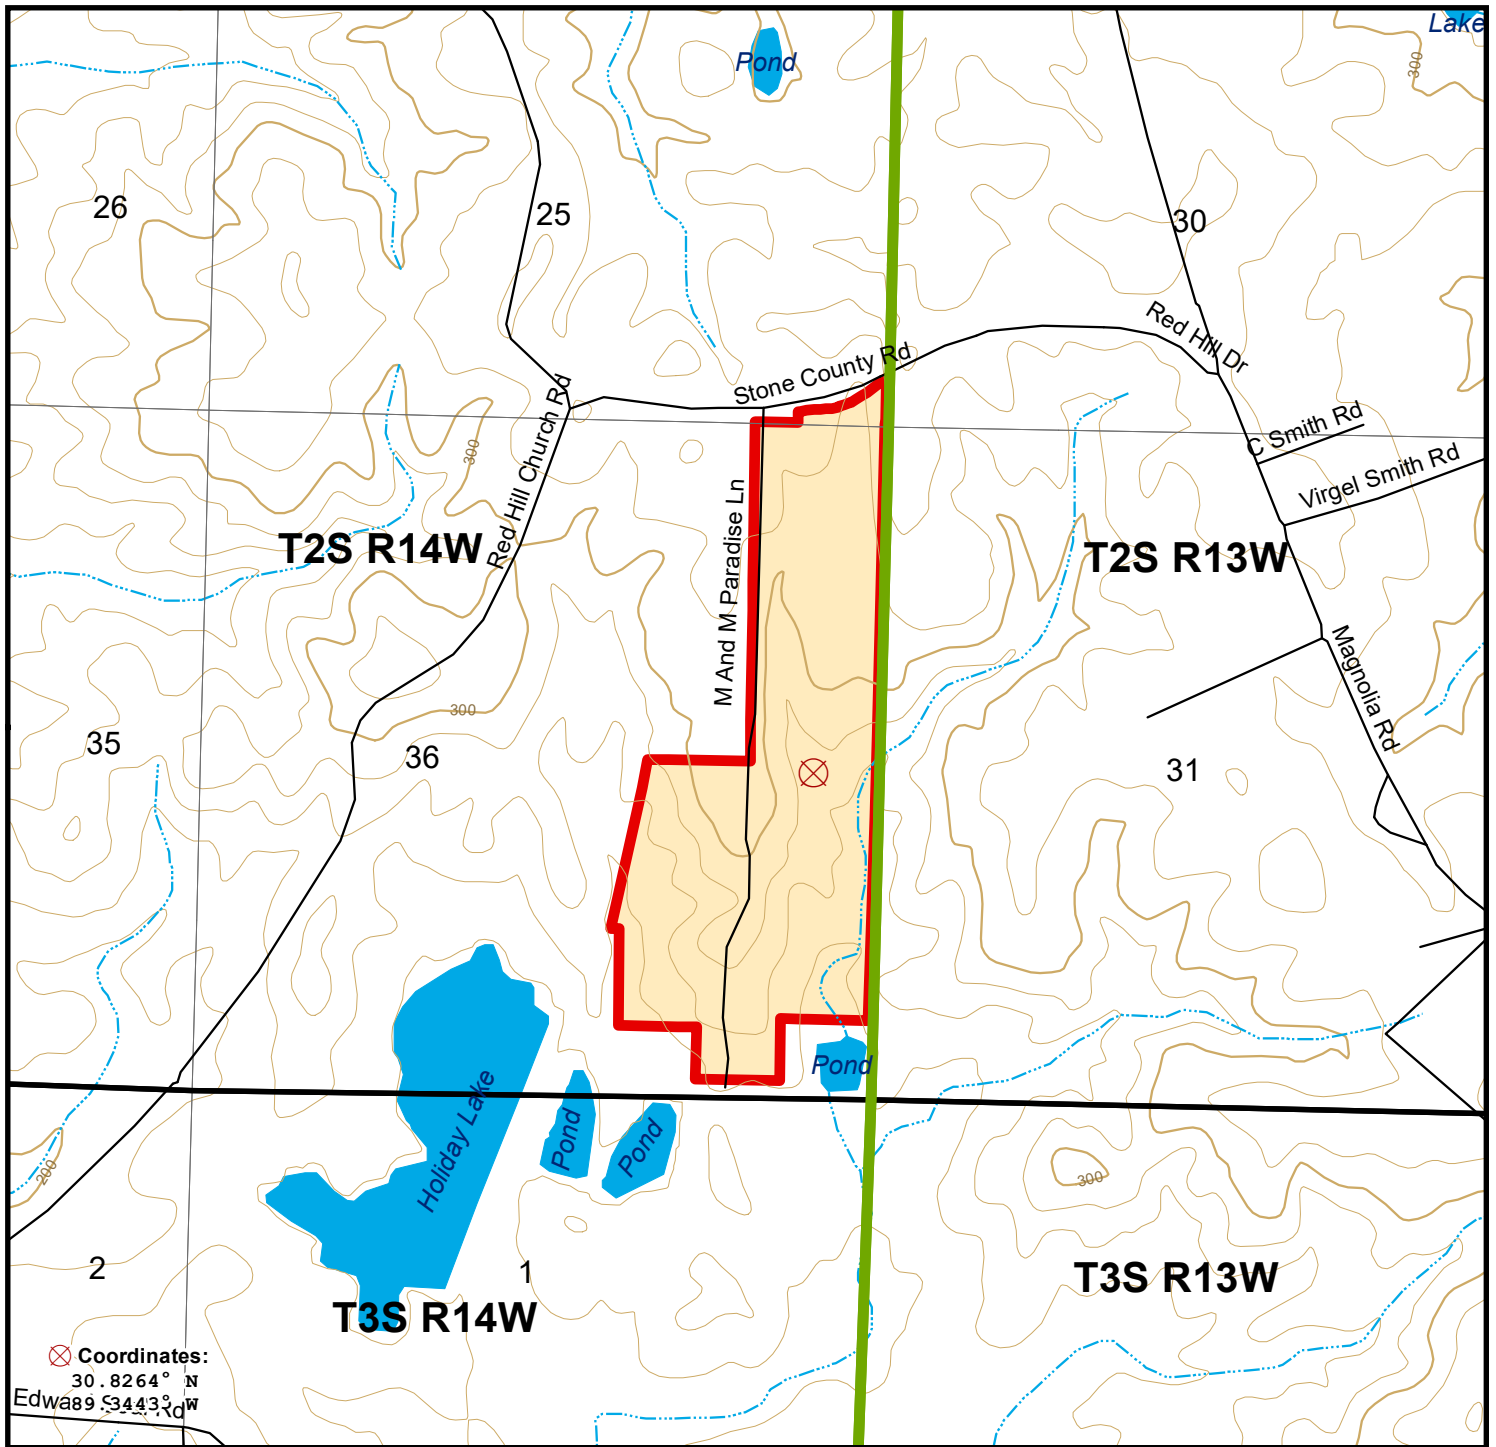 Lake
Pond
300
26
25
30
Red Hill Dr
Stone County Rd
Red Hill Church Rd
C Smith Rd
300
Virgel Smith Rd
M And M Paradise Ln
T2S R14W
T2S R13W
Magnolia Rd
300
35
36
31
Pond
Holiday Lake
Pond
Pond
200
300
2
1
T3S R13W
T3S R14W
Coordinates:
30.8264° N
89.3443° W
Edwa Rd